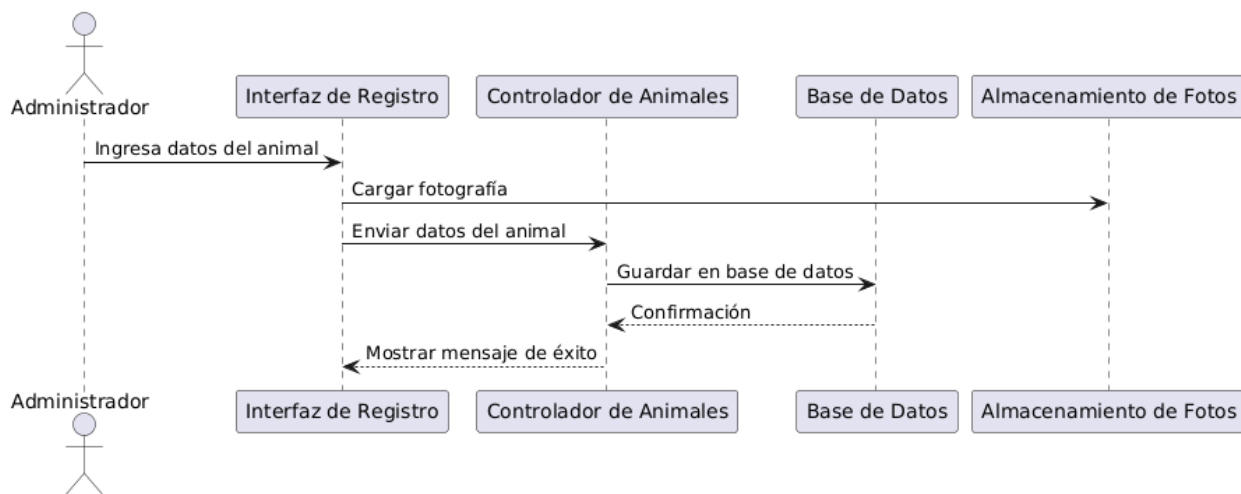 Administrador
Interfaz de Registro
Controlador de Animales
Base de Datos
Almacenamiento de Fotos
Ingresa datos del animal
Cargar fotografía
Enviar datos del animal
Guardar en base de datos
Confirmación
Mostrar mensaje de éxito
Administrador
Interfaz de Registro
Controlador de Animales
Base de Datos
Almacenamiento de Fotos